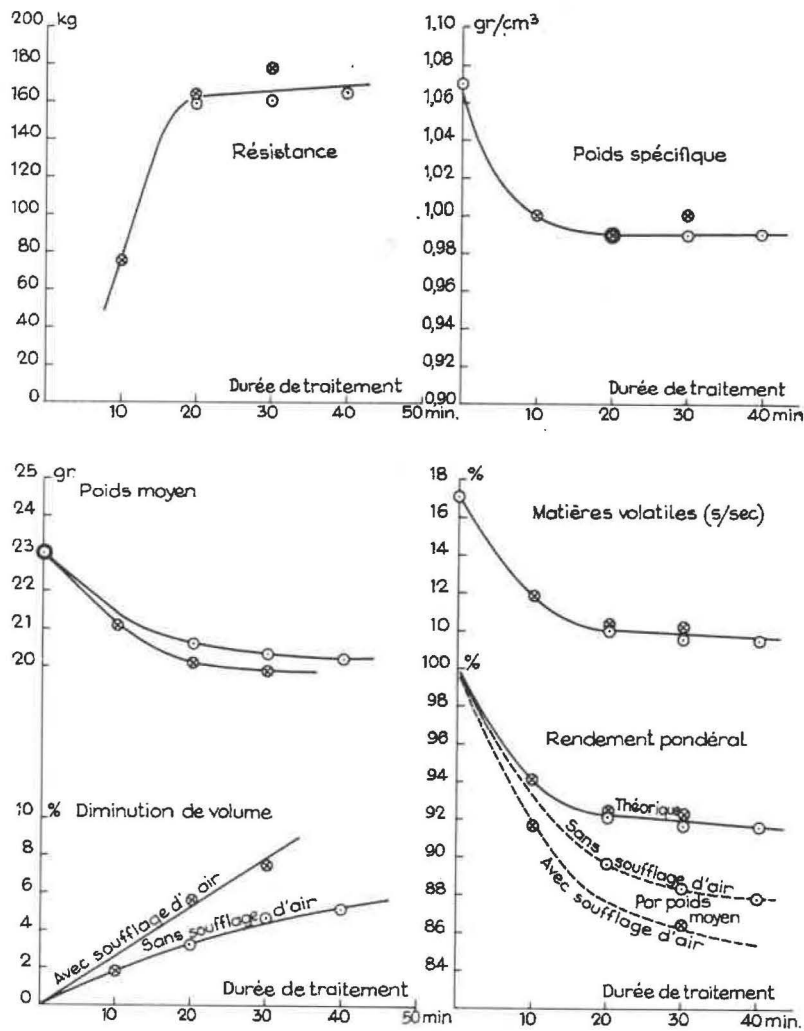 200 kg
180
160
140
120
100
80
60
40
20
0
Résistance
Durée de traitement
10 20 30 40 50 min.
1,10 gr/cm³
1,08
1,06
1,04
1,02
1,00
0,98
0,96
0,94
0,92
0,90
Poids spécifique
Durée de traitement
10 20 30 40 min
25 gr.
24
23
22
21
20
Poids moyen
10 % Diminution de volume
8
6
4
2
0
Avec soufflage d'air
Sans soufflage d'air
Durée de traitement
10 20 30 40 50 min
18 %
16
14
12
10
Matières volatiles (s/sec)
100 %
98
96
94
92
90
88
86
84
Rendement pondéral
Théorique
Sans soufflage d'air
Par poids
moyen
Avec soufflage d'air
Durée de traitement
10 20 30 40 min